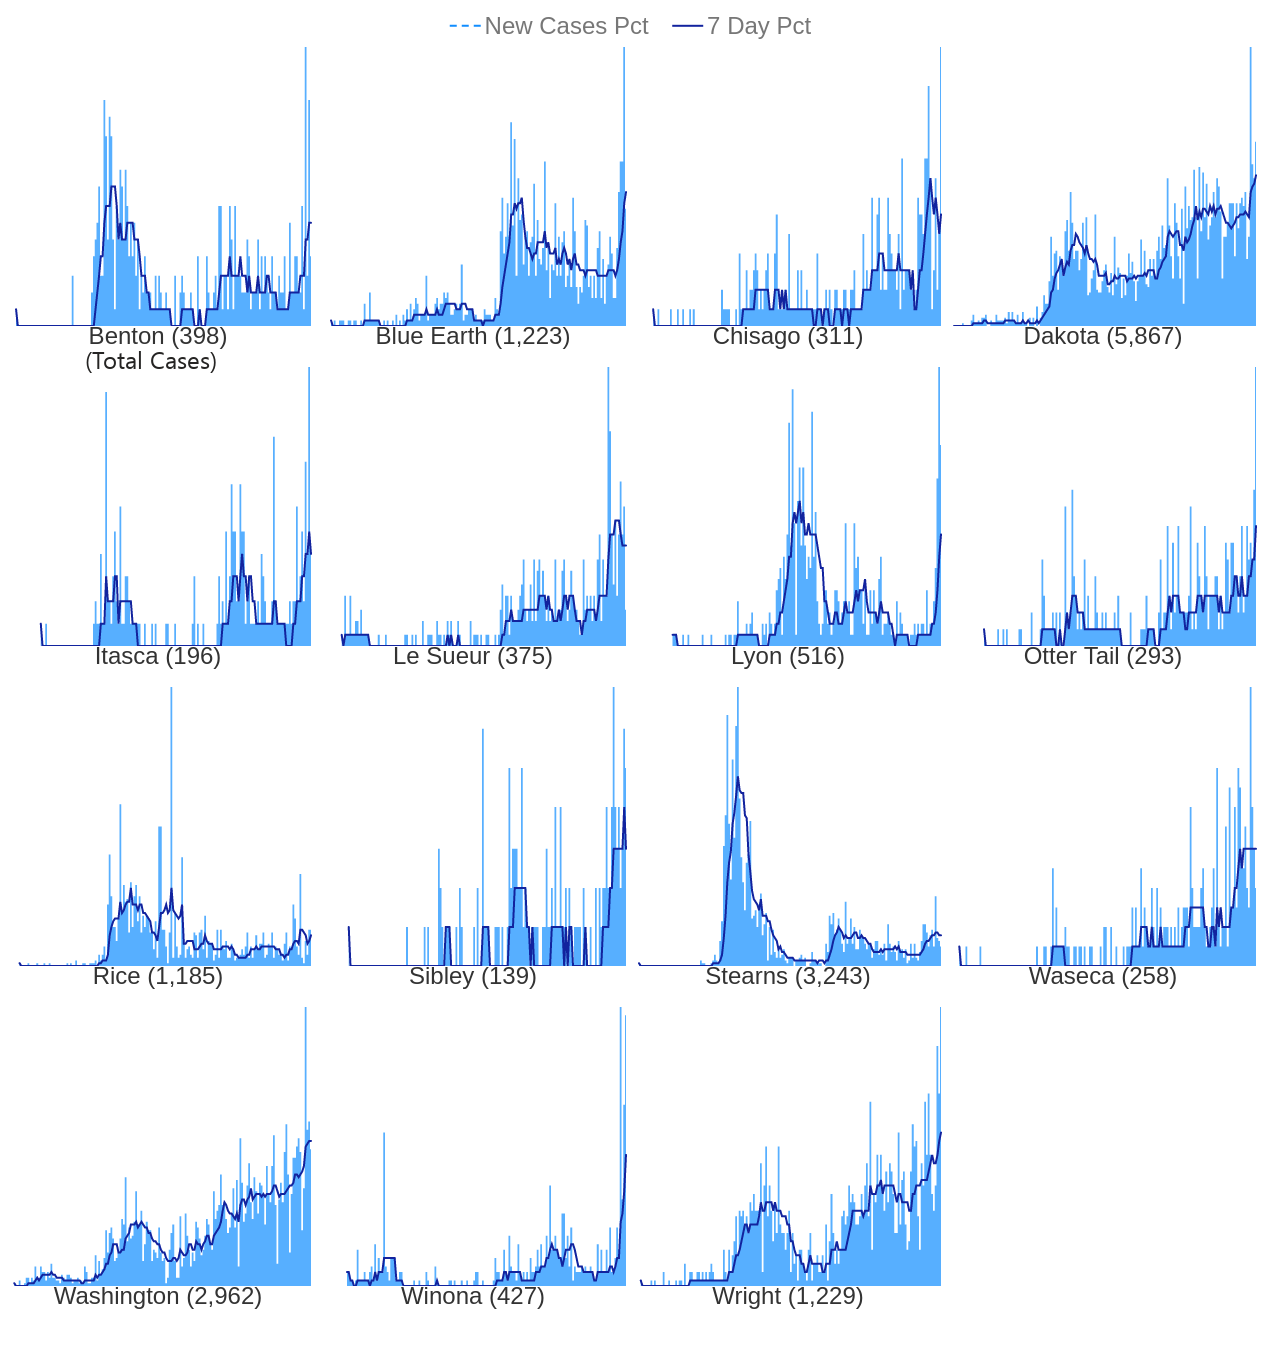 New Cases Pct 7 Day Pct
Benton (398) Blue Earth (1,223) Chisago (311) Dakota (5,867)
(Total Cases)
Itasca (196) Le Sueur (375) Lyon (516) Otter Tail (293)
Rice (1,185) Sibley (139) Stearns (3,243) Waseca (258)
Washington (2,962) Winona (427) Wright (1,229)